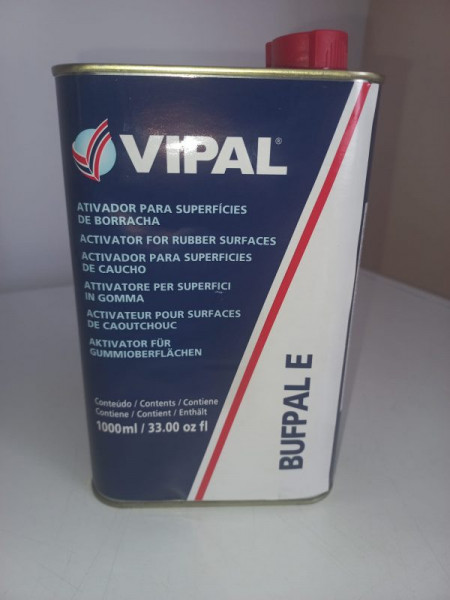 VIPAL®
ATIVADOR PARA SUPERFÍCIES
DE BORRACHA
ACTIVATOR FOR RUBBER SURFACES
ACTIVADOR PARA SUPERFICIES
DE CAUCHO
ATTIVATORE PER SUPERFICI
IN GOMMA
ACTIVATEUR POUR SURFACES
DE CAOUTCHOUC
AKTIVATOR FÜR
GUMMIOBERFLÄCHEN
Conteúdo / Contents / Contiene
Contiene / Contient / Enthält
1000ml / 33.00 oz fl
BUFPAL E